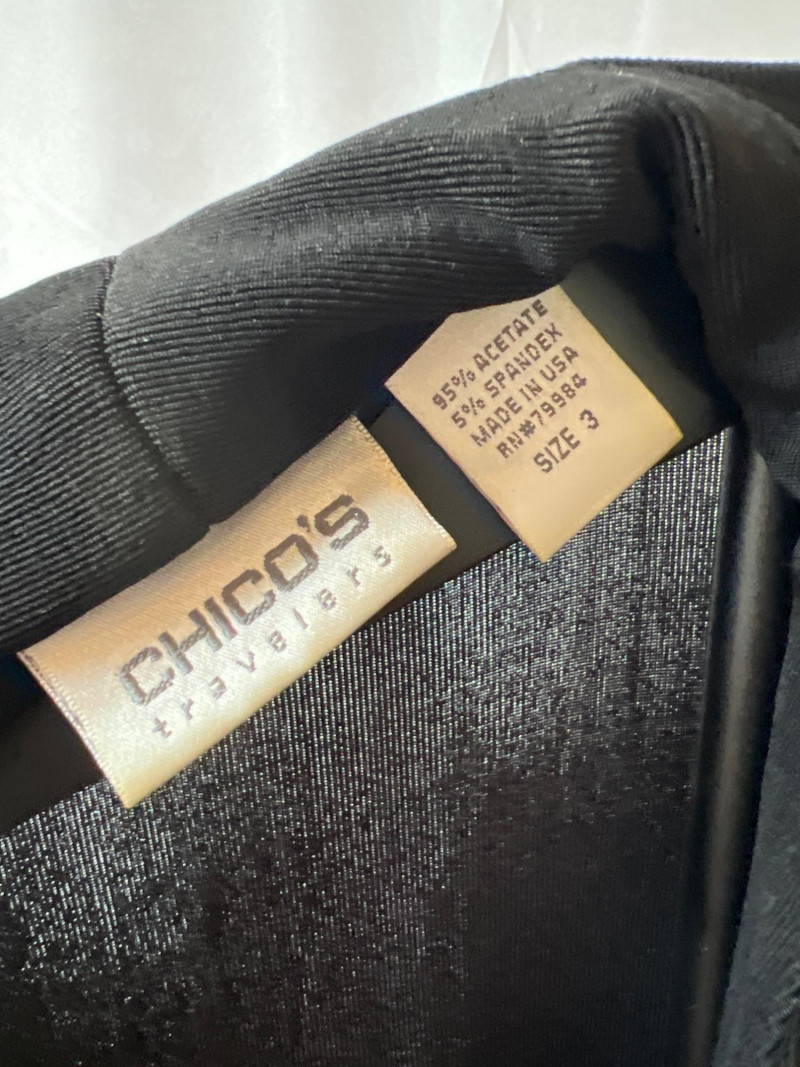 CHICO'S
travelers
95% ACETATE
5% SPANDEX
MADE IN USA
RN#79984
SIZE 3